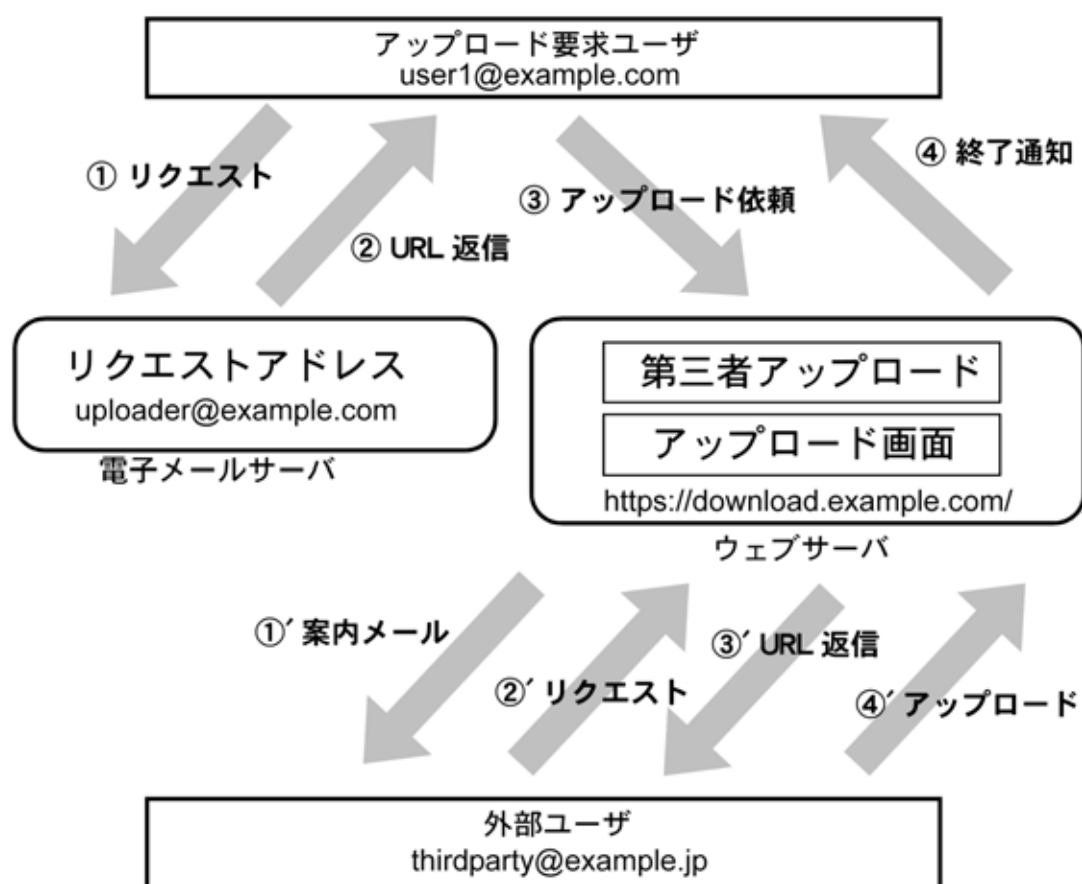 アップロード要求ユーザ
user1@example.com
① リクエスト
② URL 返信
③ アップロード依頼
④ 終了通知
リクエストアドレス
uploader@example.com
電子メールサーバ
第三者アップロード
アップロード画面
https://download.example.com/
ウェブサーバ
①′ 案内メール
②′ リクエスト
③′ URL 返信
④′ アップロード
外部ユーザ
thirdparty@example.jp